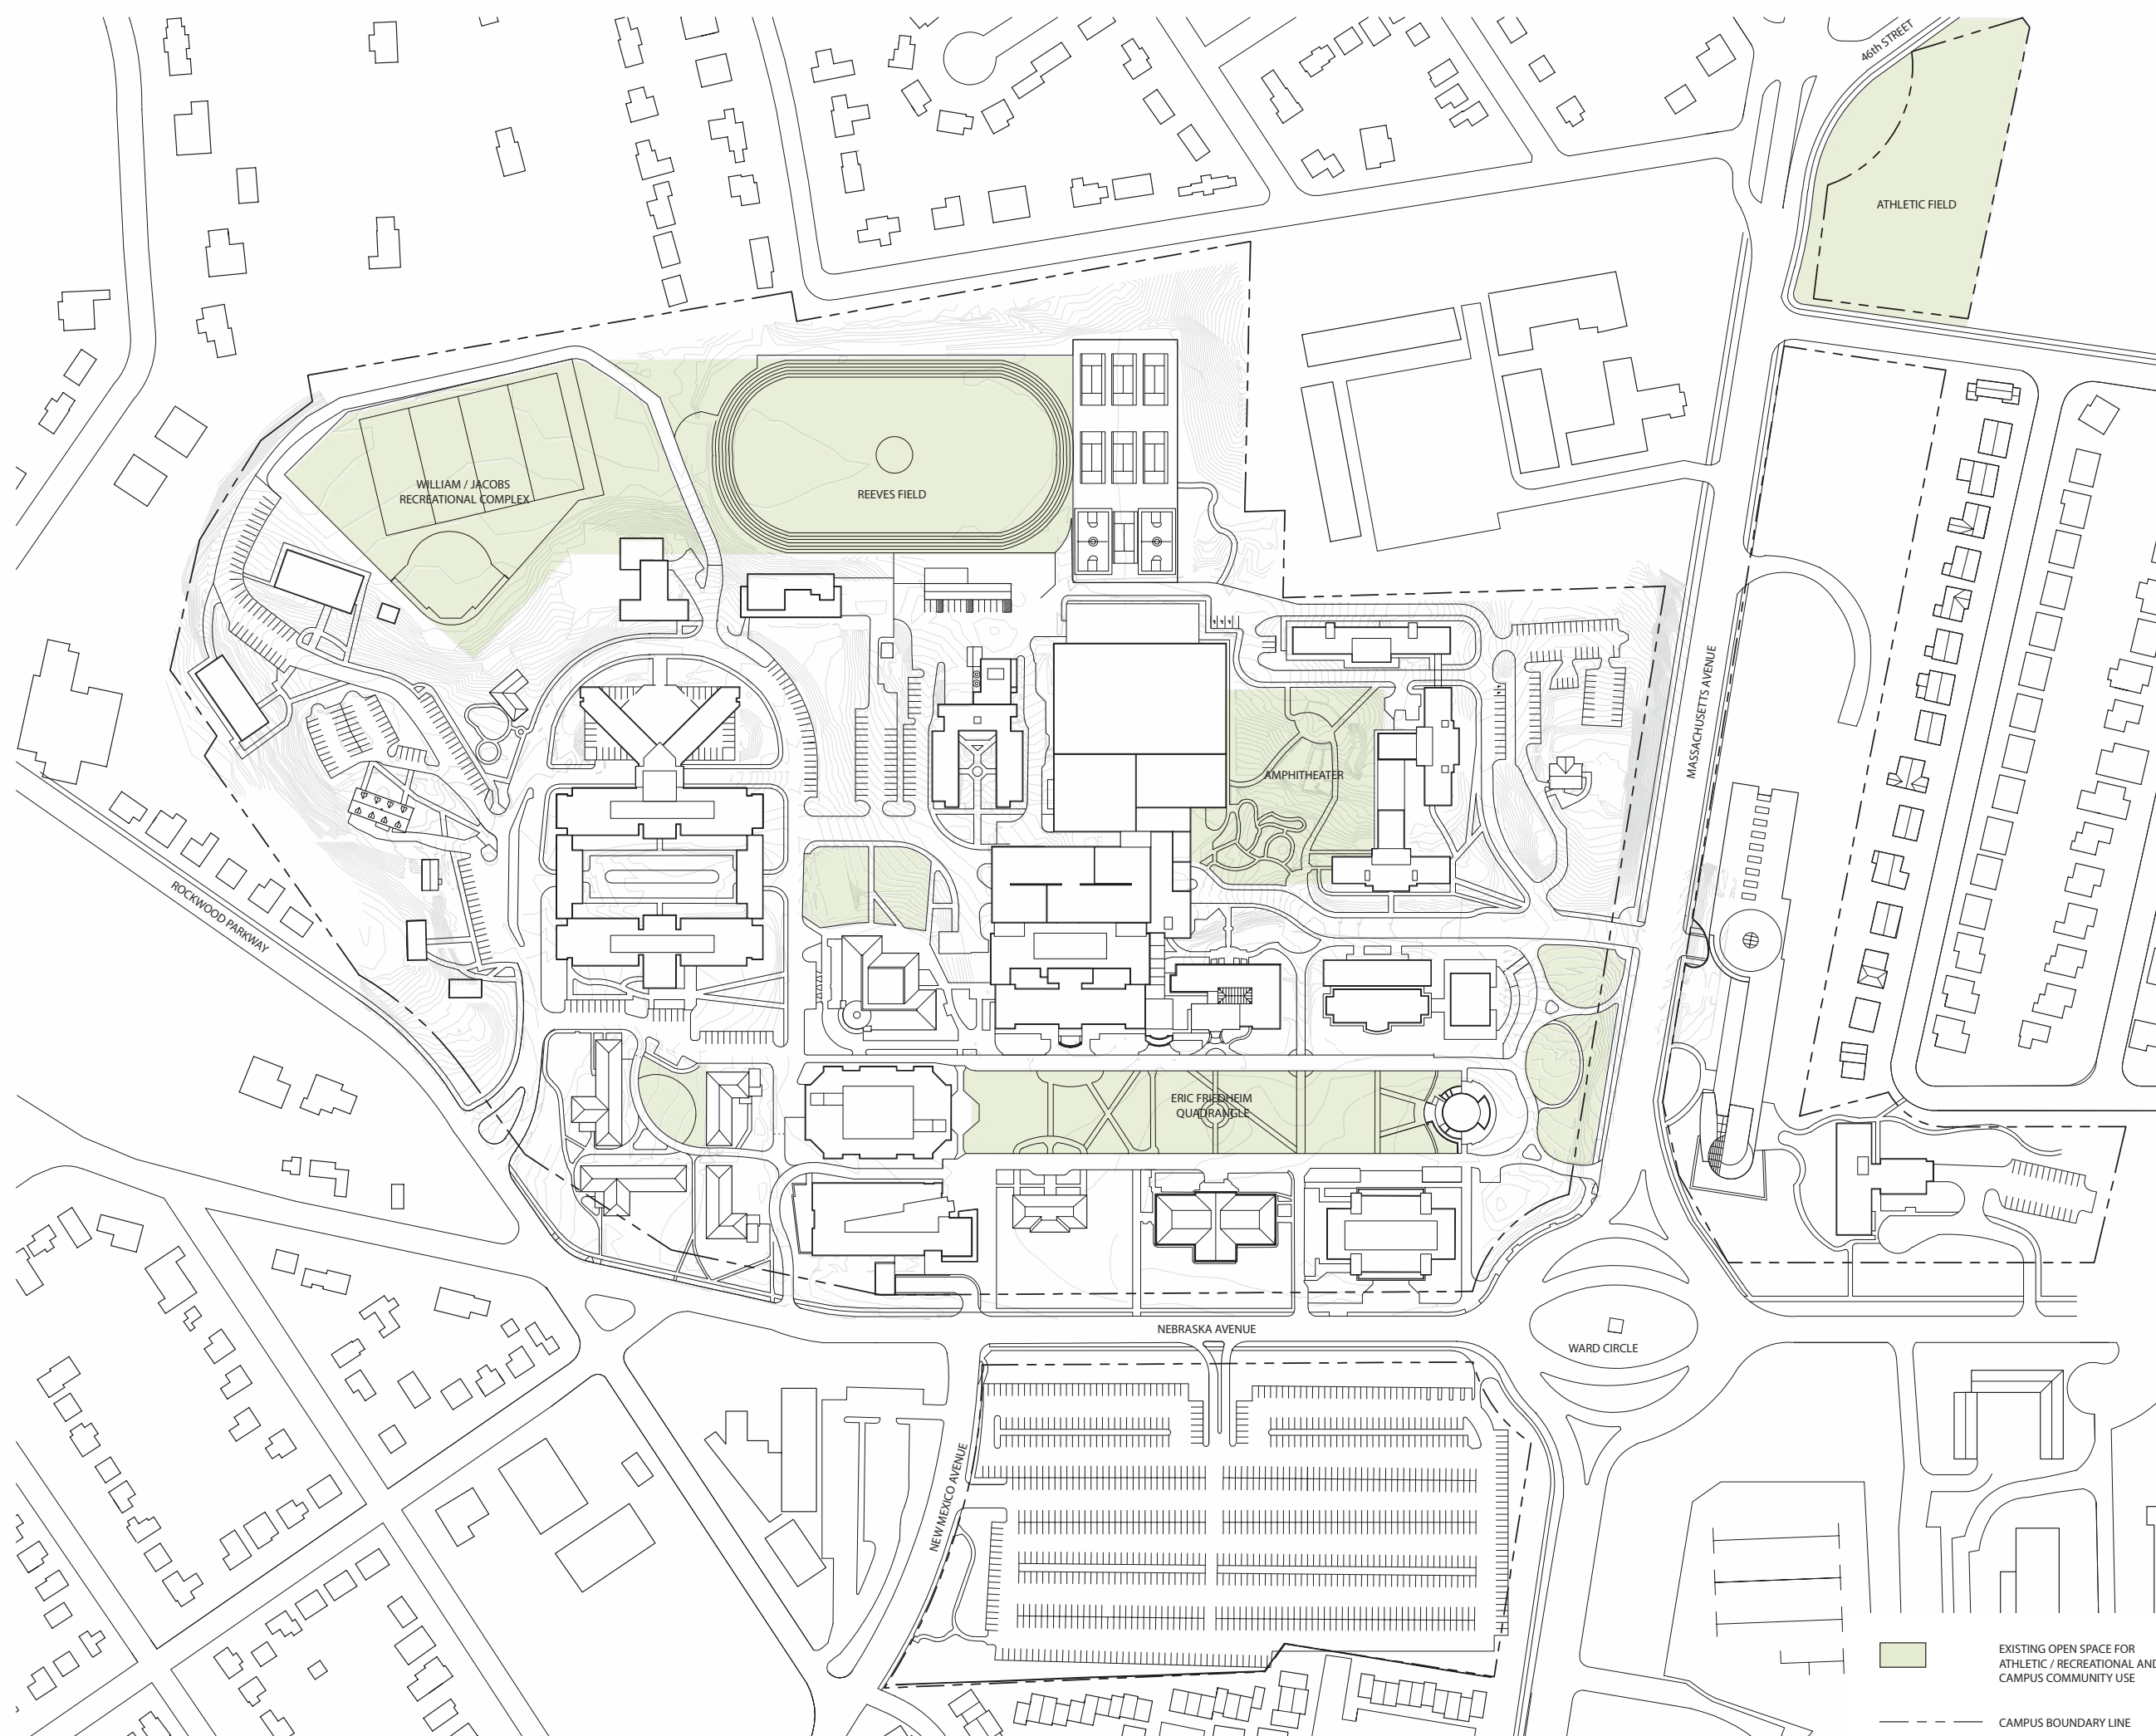 46th STREET
ATHLETIC FIELD
WILLIAM / JACOBS
RECREATIONAL COMPLEX
REEVES FIELD
MASSACHUSETTS AVENUE
AMPHITHEATER
ROCKWOOD PARKWAY
ERIC FRIEDHEIM
QUADRANGLE
NEBRASKA AVENUE
WARD CIRCLE
NEW MEXICO AVENUE
EXISTING OPEN SPACE FOR
ATHLETIC / RECREATIONAL AND
CAMPUS COMMUNITY USE
CAMPUS BOUNDARY LINE